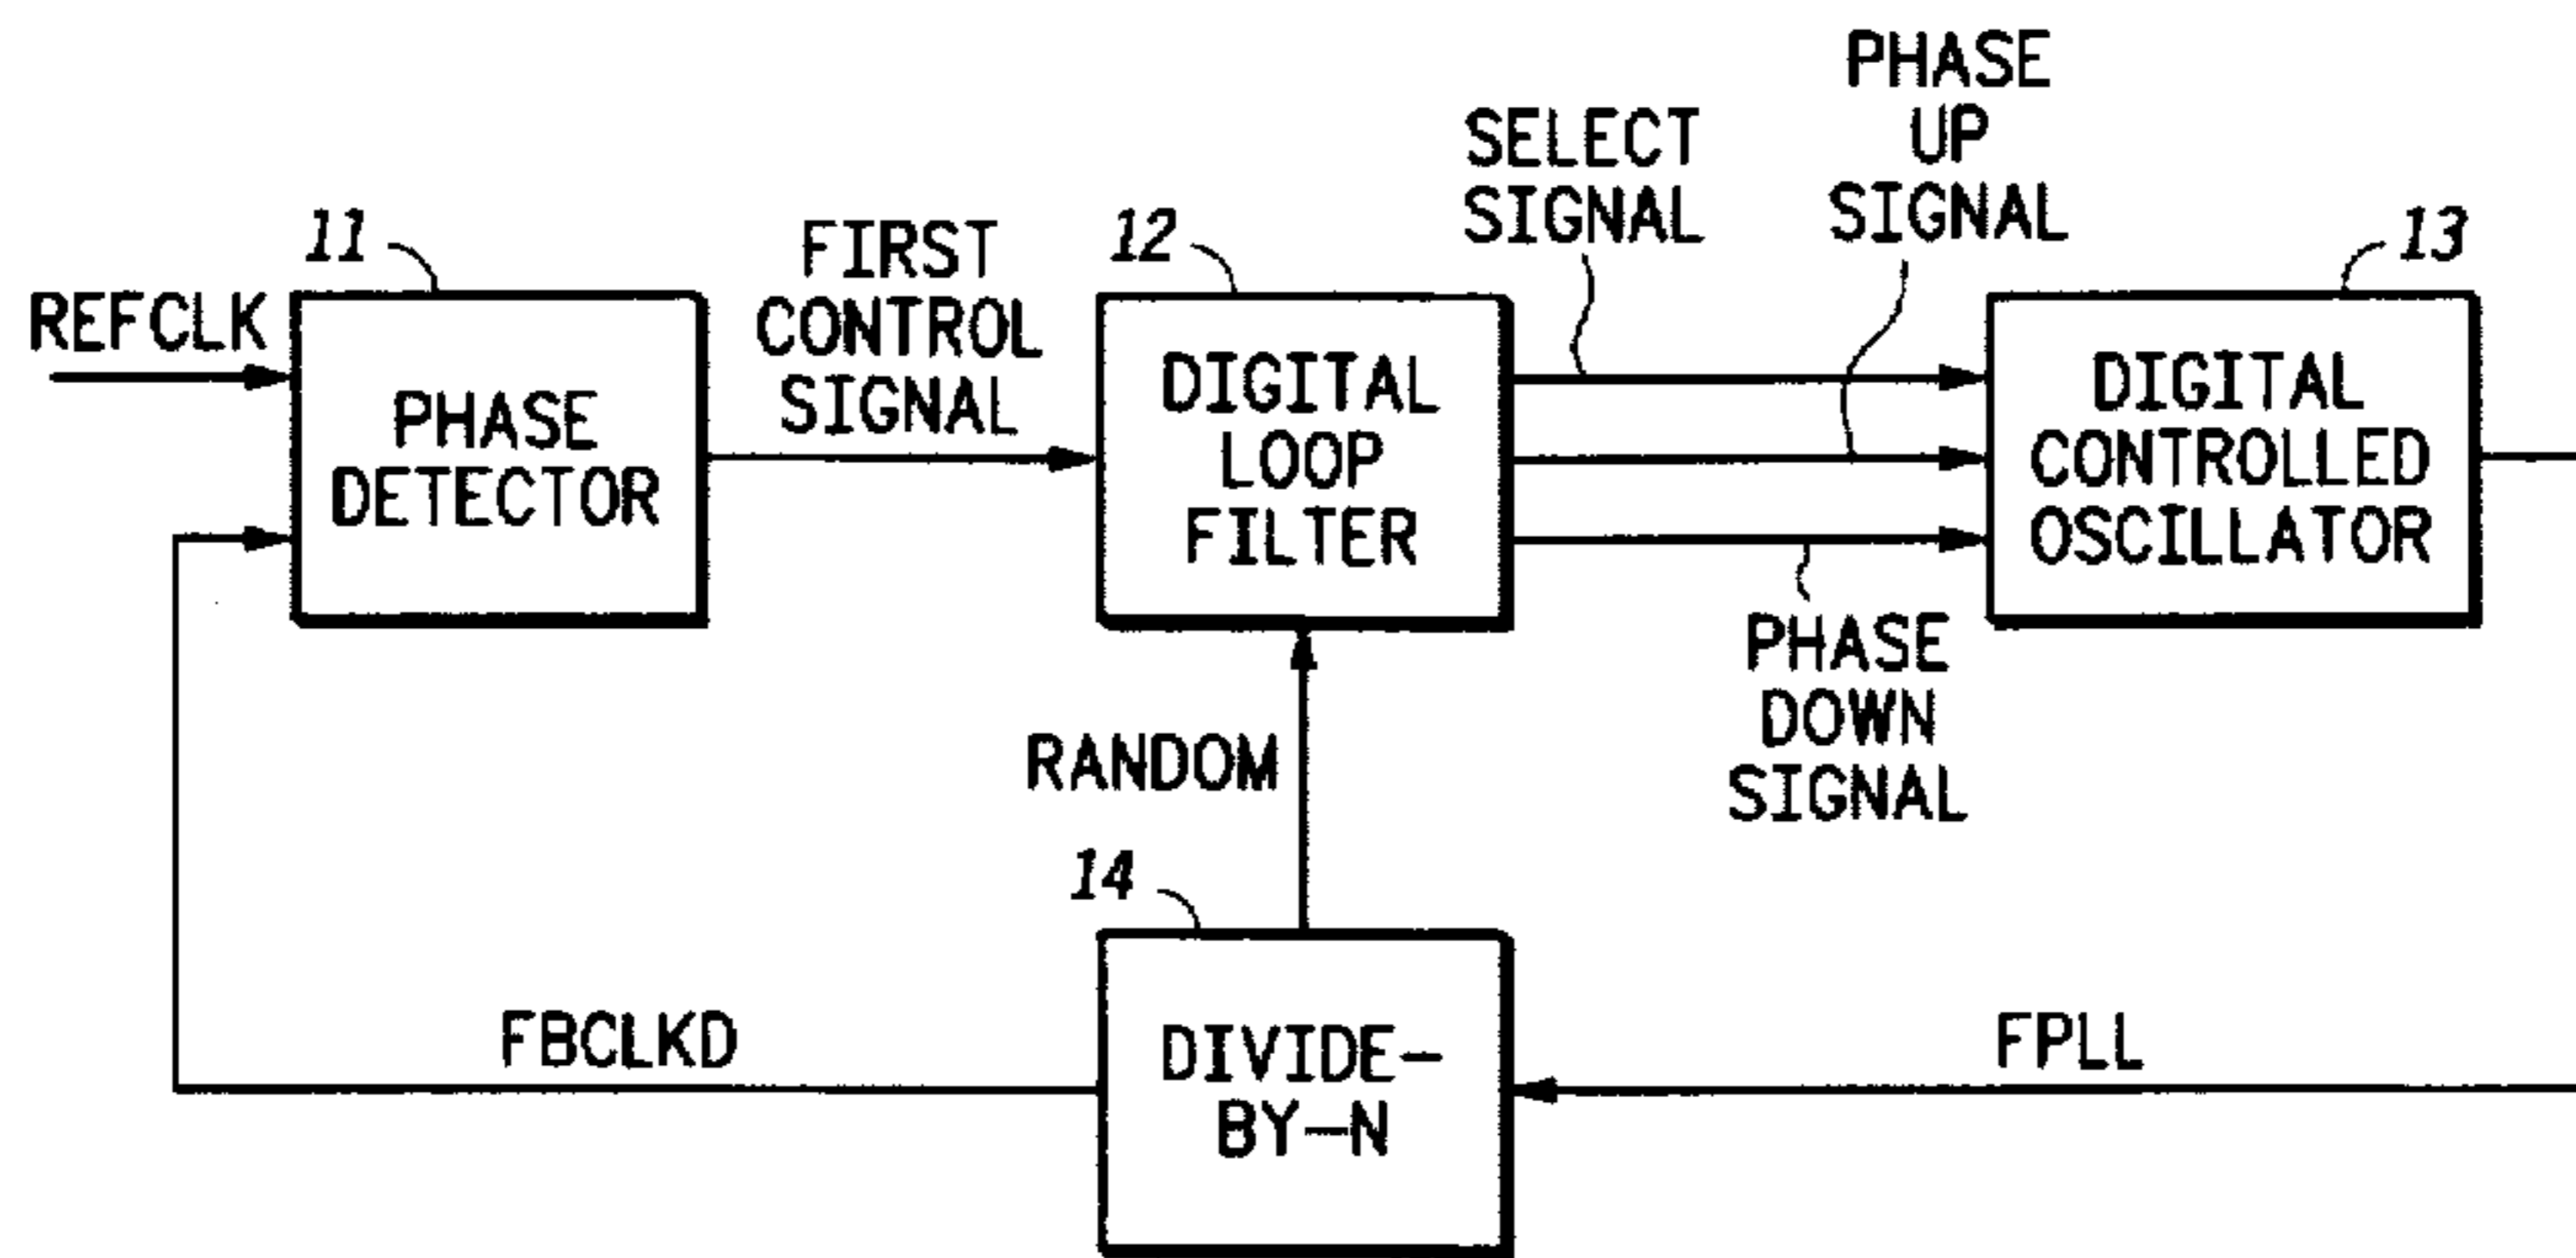 REFCLK
11
PHASE
DETECTOR
FIRST
CONTROL
SIGNAL
12
DIGITAL
LOOP
FILTER
SELECT
SIGNAL
PHASE
UP
SIGNAL
PHASE
DOWN
SIGNAL
13
DIGITAL
CONTROLLED
OSCILLATOR
RANDOM
14
DIVIDE-
BY-N
FBCLKD
FPLL